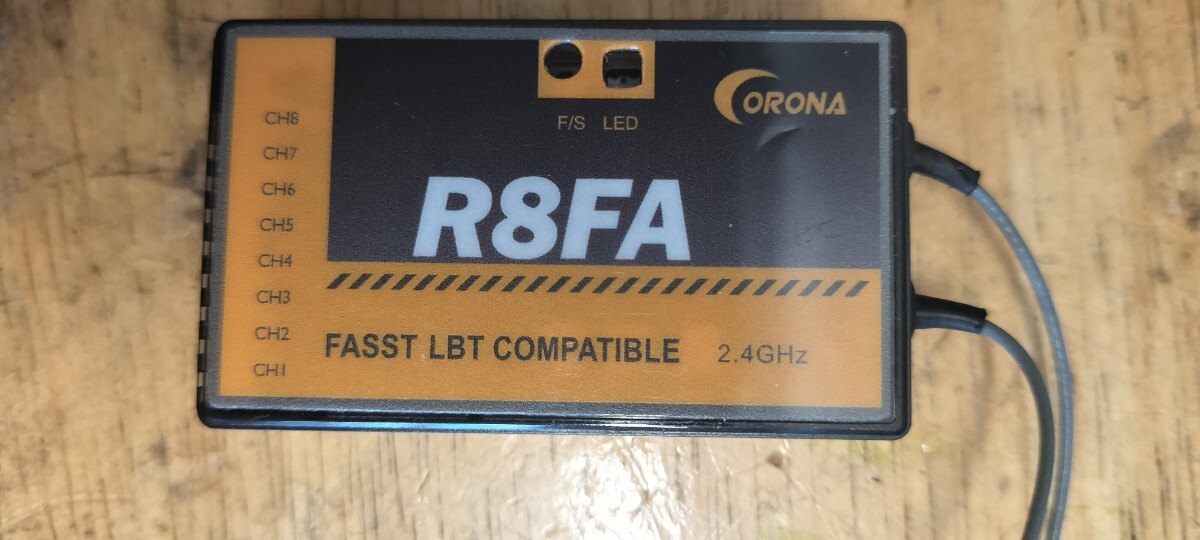 F/S LED
CORONA
CH8
CH7
CH6
CH5
CH4
CH3
CH2
CH1
R8FA
FASST LBT COMPATIBLE 2.4GHz